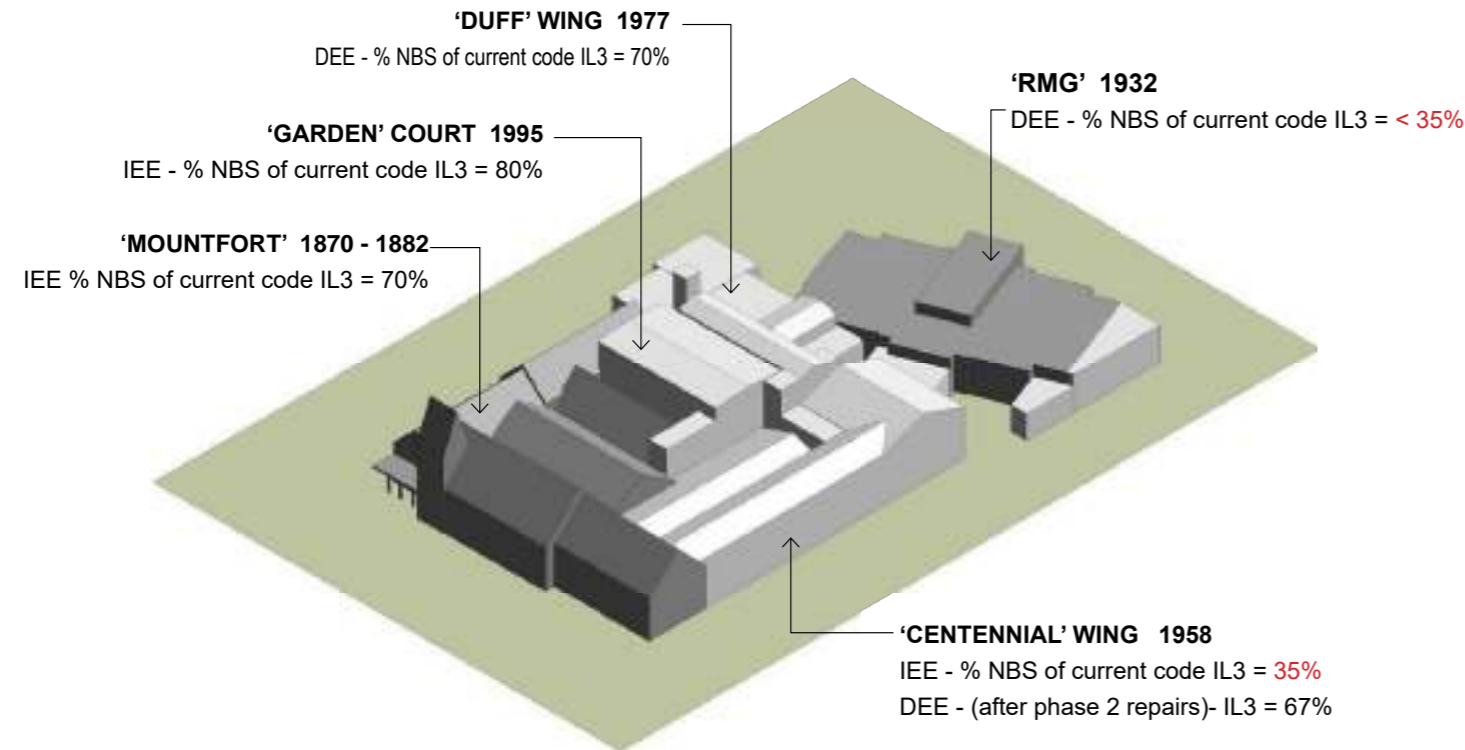 ‘DUFF’ WING 1977
DEE - % NBS of current code IL3 = 70%
‘RMG’ 1932
DEE - % NBS of current code IL3 = < 35%
‘GARDEN’ COURT 1995
IEE - % NBS of current code IL3 = 80%
‘MOUNTFORT’ 1870 - 1882
IEE % NBS of current code IL3 = 70%
‘CENTENNIAL’ WING 1958
IEE - % NBS of current code IL3 = 35%
DEE - (after phase 2 repairs)- IL3 = 67%